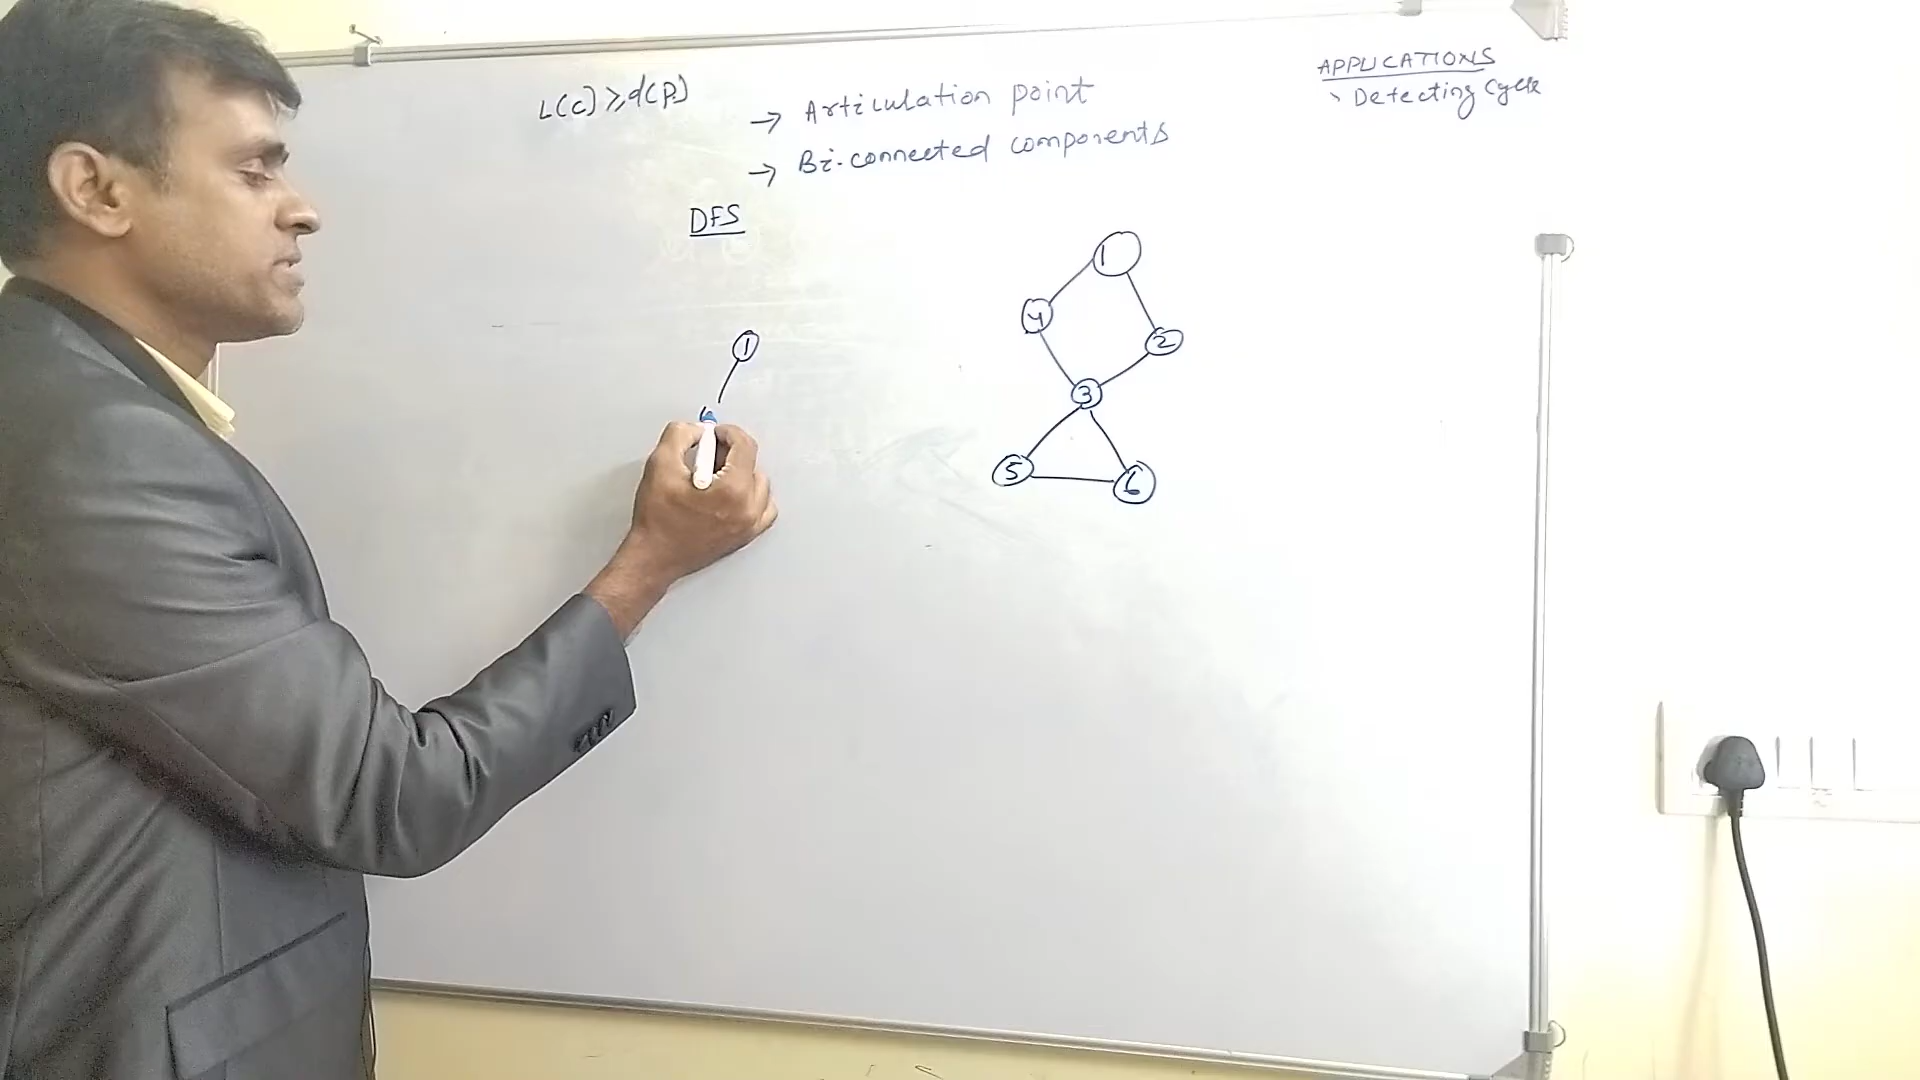 L(c) ≥ d(p)
→ Articulation point
→ Bi-connected components
APPLICATIONS
Detecting Cycle
DFS
1
4
2
3
5
6
1